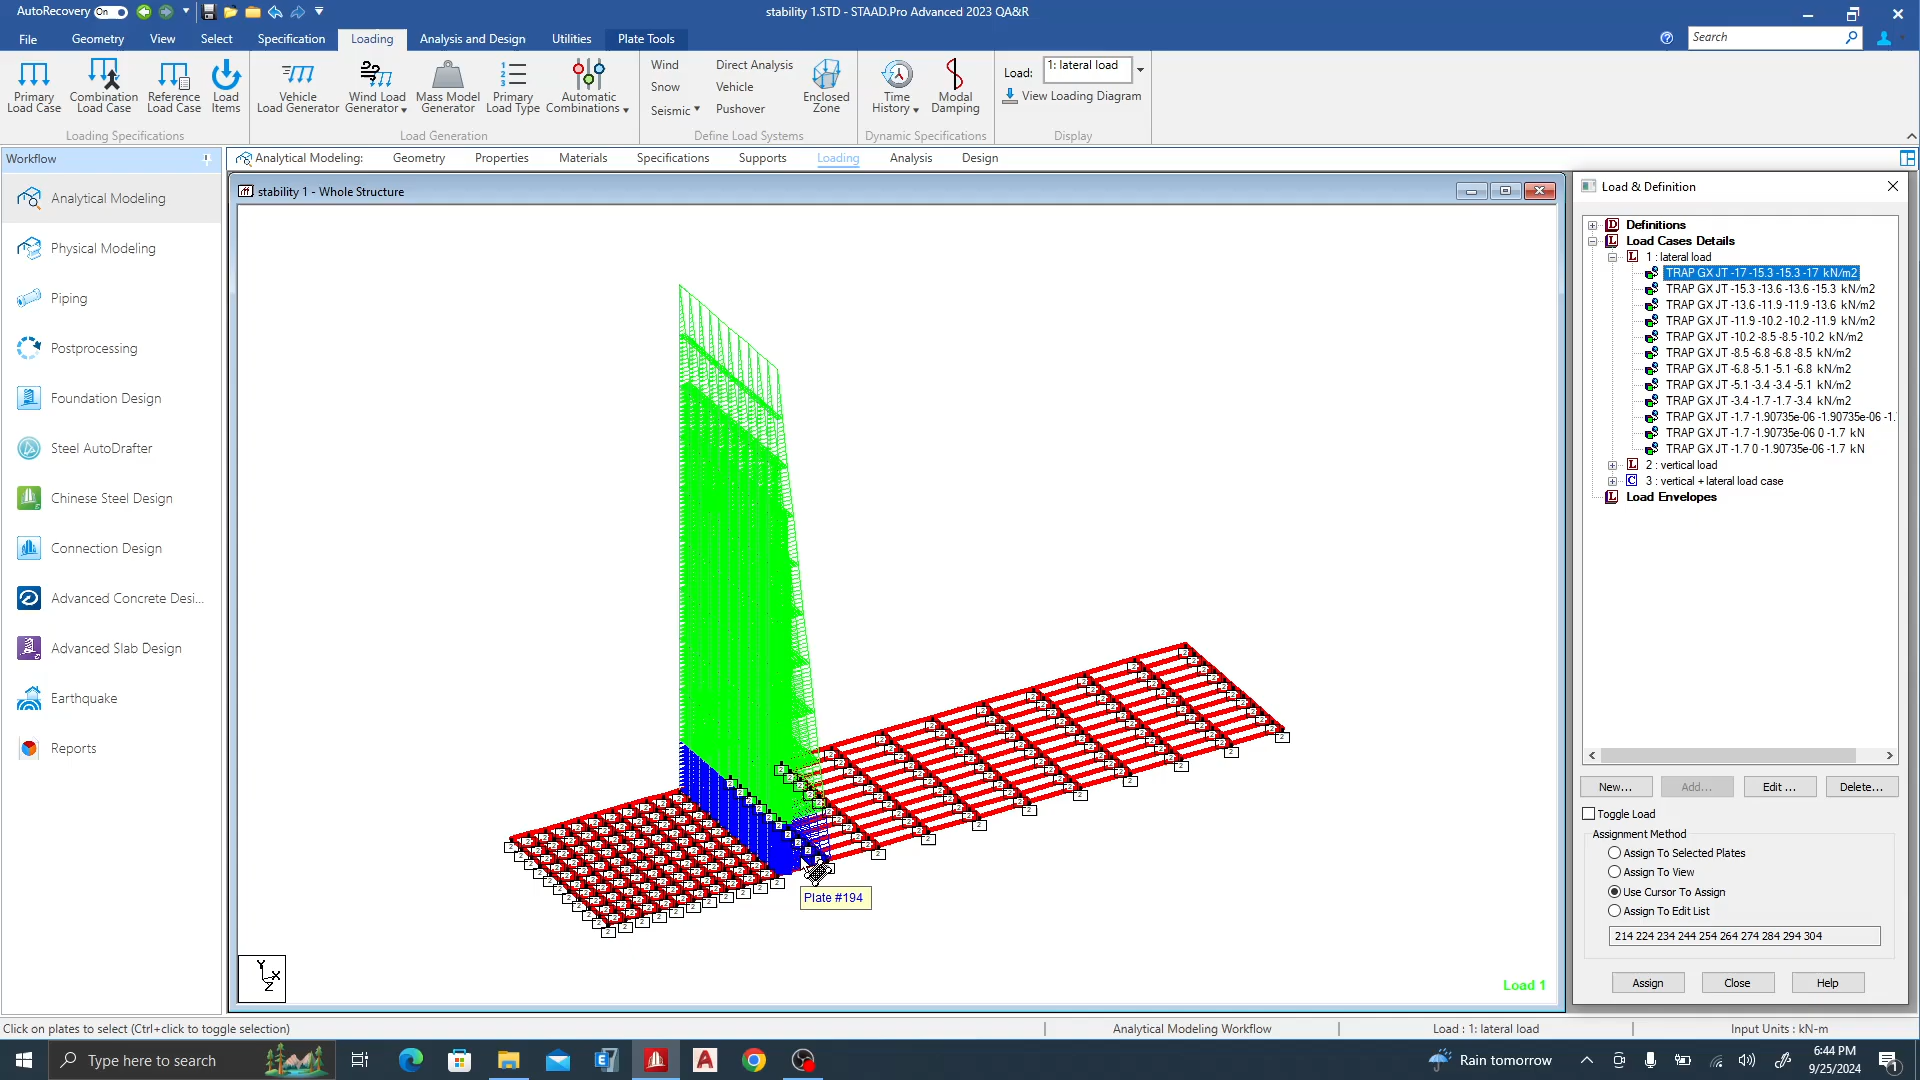 AutoRecovery On
stability 1.STD - STAAD.Pro Advanced 2023 QA&R
File Geometry View Select Specification Loading Analysis and Design Utilities Plate Tools
Search
Primary Load Case
Combination Load Case
Reference Load Case
Load Items
Loading Specifications
Vehicle Load Generator
Wind Load Generator
Mass Model Generator
Primary Load Type
Automatic Combinations
Load Generation
Wind
Snow
Seismic
Direct Analysis
Vehicle
Pushover
Enclosed Zone
Define Load Systems
Time History
Modal Damping
Dynamic Specifications
Load: 1: lateral load
View Loading Diagram
Display
Workflow
Analytical Modeling
Physical Modeling
Piping
Postprocessing
Foundation Design
Steel AutoDrafter
Chinese Steel Design
Connection Design
Advanced Concrete Desi...
Advanced Slab Design
Earthquake
Reports
Analytical Modeling: Geometry Properties Materials Specifications Supports Loading Analysis Design
stability 1 - Whole Structure
Plate #194
Y
X
Z
Load 1
Load & Definition
Definitions
Load Cases Details
1 : lateral load
TRAP GX JT -17 -15.3 -15.3 -17 kN/m2
TRAP GX JT -15.3 -13.6 -13.6 -15.3 kN/m2
TRAP GX JT -13.6 -11.9 -11.9 -13.6 kN/m2
TRAP GX JT -11.9 -10.2 -10.2 -11.9 kN/m2
TRAP GX JT -10.2 -8.5 -8.5 -10.2 kN/m2
TRAP GX JT -8.5 -6.8 -6.8 -8.5 kN/m2
TRAP GX JT -6.8 -5.1 -5.1 -6.8 kN/m2
TRAP GX JT -5.1 -3.4 -3.4 -5.1 kN/m2
TRAP GX JT -3.4 -1.7 -1.7 -3.4 kN/m2
TRAP GX JT -1.7 -1.90735e-06 -1.90735e-06 -1.
TRAP GX JT -1.7 -1.90735e-06 0 -1.7 kN
TRAP GX JT -1.7 0 -1.90735e-06 -1.7 kN
2 : vertical load
3 : vertical + lateral load case
Load Envelopes
New... Add... Edit ... Delete...
Toggle Load
Assignment Method
Assign To Selected Plates
Assign To View
Use Cursor To Assign
Assign To Edit List
214 224 234 244 254 264 274 284 294 304
Assign Close Help
Click on plates to select (Ctrl+click to toggle selection)
Analytical Modeling Workflow
Load : 1: lateral load
Input Units : kN-m
Type here to search
Rain tomorrow
6:44 PM
9/25/2024